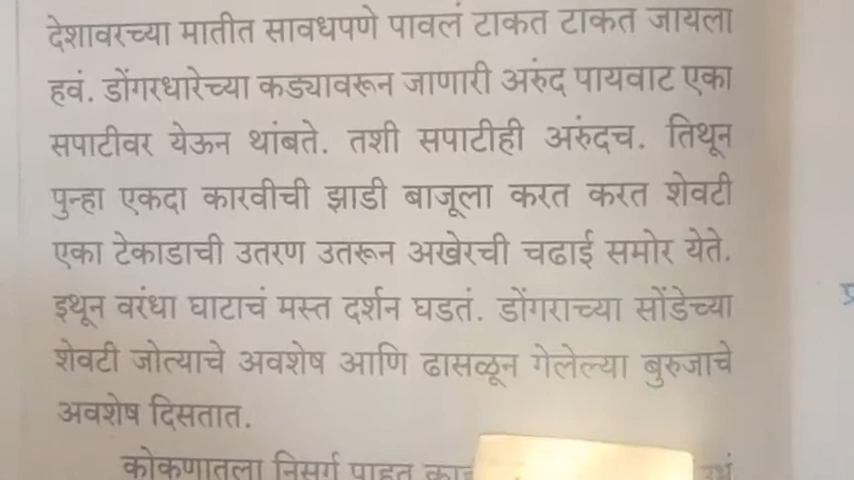 देशावरच्या मातीत सावधपणे पावलं टाकत टाकत जायला
हवं. डोंगरधारेच्या कड्यावरून जाणारी अरुंद पायवाट एका
सपाटीवर येऊन थांबते. तशी सपाटीही अरुंदच. तिथून
पुन्हा एकदा कारवीची झाडी बाजूला करत करत शेवटी
एका टेकाडाची उतरण उतरून अखेरची चढाई समोर येते.
इथून वरंधा घाटाचं मस्त दर्शन घडतं. डोंगराच्या सोंडेच्या
शेवटी जोत्याचे अवशेष आणि ढासळून गेलेल्या बुरुजाचे
अवशेष दिसतात.
कोकणातला निसर्ग पाहत